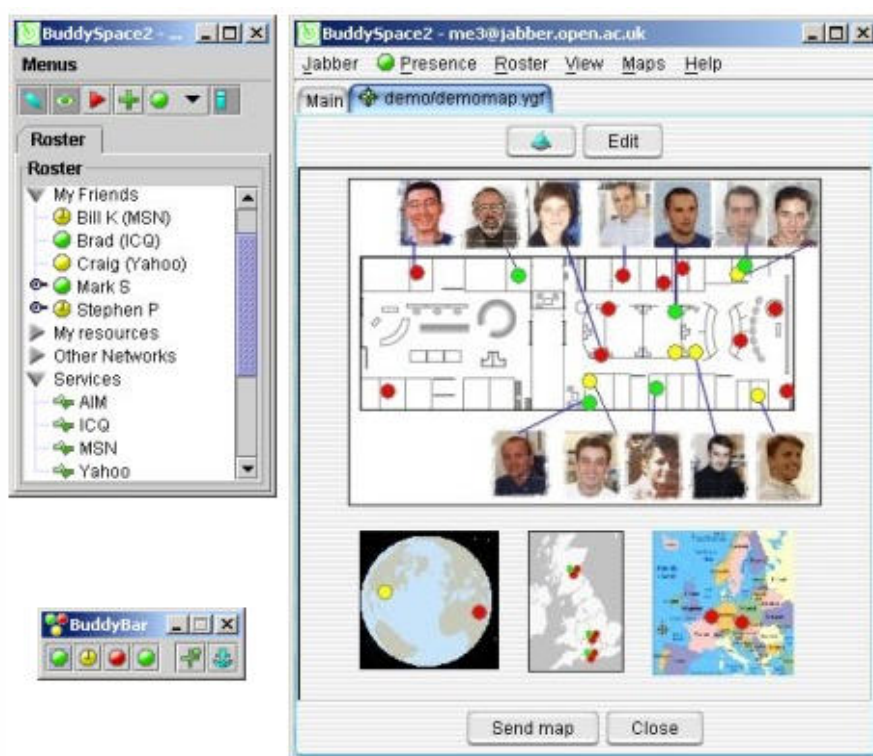 BuddySpace2 - ...
Menus
Roster
Roster
My Friends
Bill K (MSN)
Brad (ICQ)
Craig (Yahoo)
Mark S
Stephen P
My resources
Other Networks
Services
AIM
ICQ
MSN
Yahoo
BuddyBar
BuddySpace2 - me3@jabber.open.ac.uk
Jabber Presence Roster View Maps Help
Main demo/demomap.ygf
Edit
Send map Close